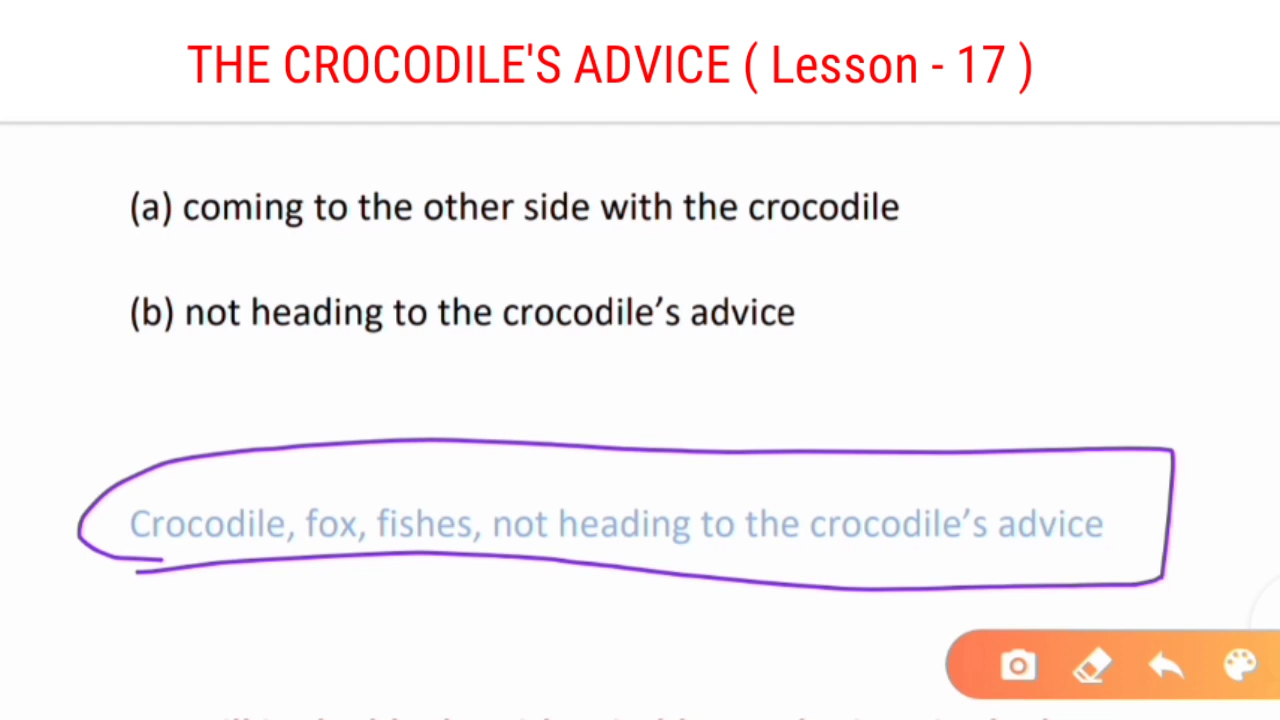 THE CROCODILE'S ADVICE ( Lesson - 17 )
(a) coming to the other side with the crocodile
(b) not heading to the crocodile’s advice
Crocodile, fox, fishes, not heading to the crocodile’s advice